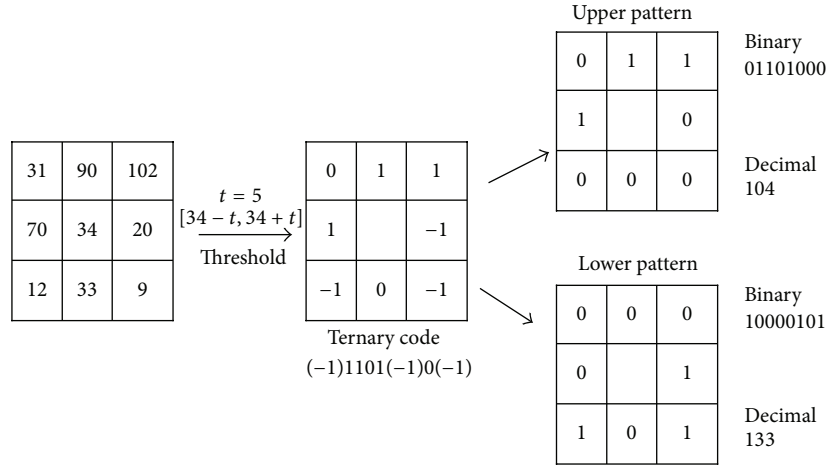 Upper pattern
0 1 1
1 0
0 0 0
Binary
01101000
Decimal
104
31 90 102
70 34 20
12 33 9
t = 5
[34 − t, 34 + t]
Threshold
0 1 1
1 −1
−1 0 −1
Ternary code
(−1)1101(−1)0(−1)
Lower pattern
0 0 0
0 1
1 0 1
Binary
10000101
Decimal
133